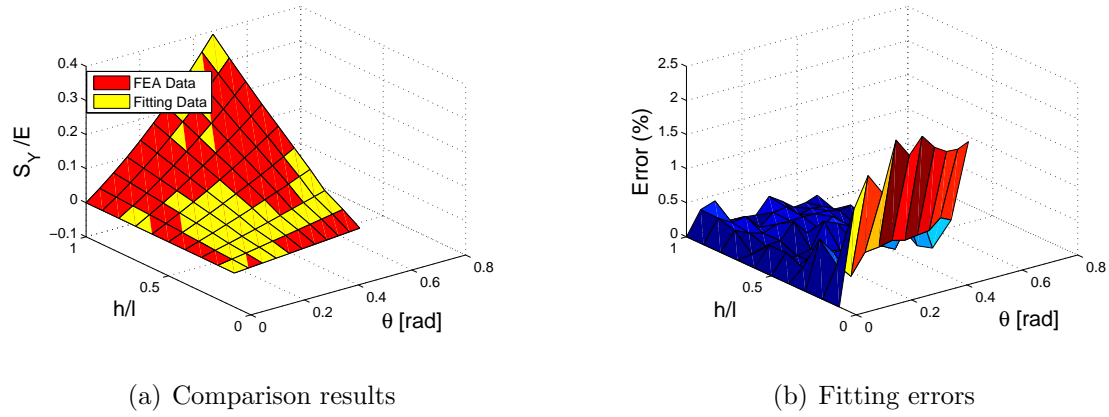 0.4
0.3
0.2
0.1
0
−0.1
S_Y /E
FEA Data
Fitting Data
1
0.5
0
h/l
0
0.2
0.4
0.6
0.8
θ [rad]
(a) Comparison results
2.5
2
1.5
1
0.5
0
Error (%)
1
0.5
0
h/l
0
0.2
0.4
0.6
0.8
θ [rad]
(b) Fitting errors